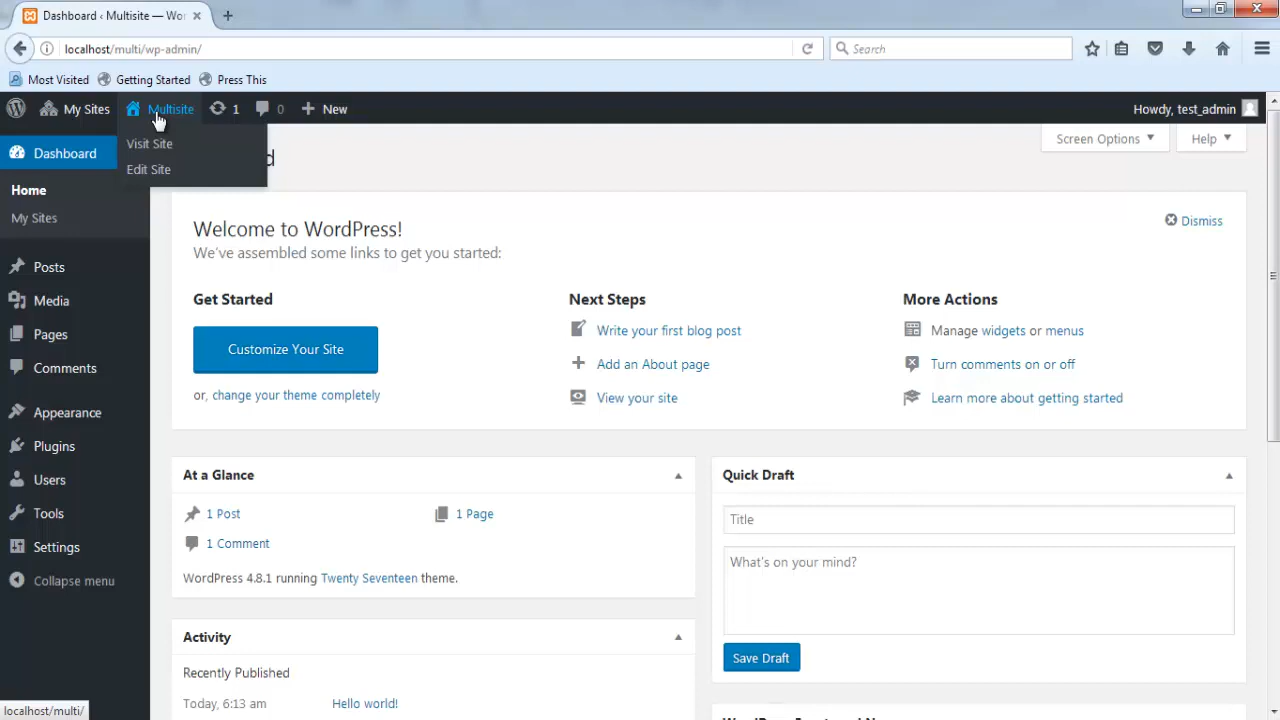 Dashboard ‹ Multisite — Wor
localhost/multi/wp-admin/
Search
Most Visited Getting Started Press This
My Sites Multisite 1 0 New Howdy, test_admin
Visit Site
Edit Site
Screen Options Help
Dashboard
Home
My Sites
Posts
Media
Pages
Comments
Appearance
Plugins
Users
Tools
Settings
Collapse menu
Welcome to WordPress!
Dismiss
We've assembled some links to get you started:
Get Started
Customize Your Site
or, change your theme completely
Next Steps
Write your first blog post
Add an About page
View your site
More Actions
Manage widgets or menus
Turn comments on or off
Learn more about getting started
At a Glance
1 Post 1 Page
1 Comment
WordPress 4.8.1 running Twenty Seventeen theme.
Activity
Recently Published
Today, 6:13 am Hello world!
Quick Draft
Title
What's on your mind?
Save Draft
localhost/multi/